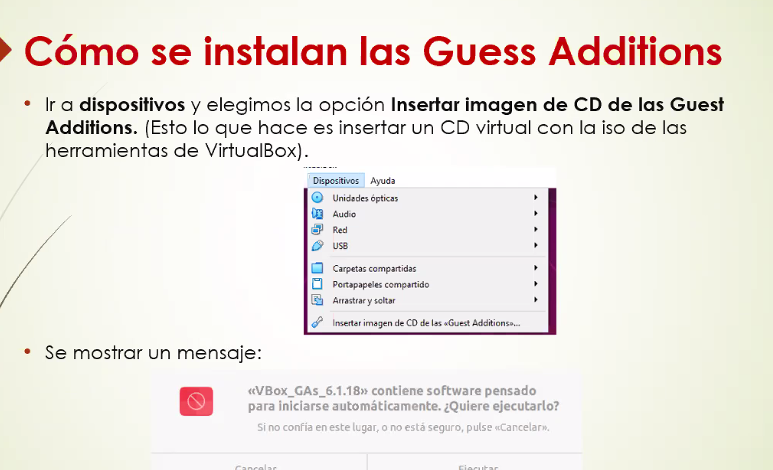 Cómo se instalan las Guess Additions
• Ir a dispositivos y elegimos la opción Insertar imagen de CD de las Guest
Additions. (Esto lo que hace es insertar un CD virtual con la iso de las
herramientas de VirtualBox).
Dispositivos Ayuda
Unidades ópticas
Audio
Red
USB
Carpetas compartidas
Portapapeles compartido
Arrastrar y soltar
Insertar imagen de CD de las «Guest Additions»...
• Se mostrar un mensaje:
«VBox_GAs_6.1.18» contiene software pensado
para iniciarse automáticamente. ¿Quiere ejecutarlo?
Si no confía en este lugar, o no está seguro, pulse «Cancelar».
Cancelar Ejecutar